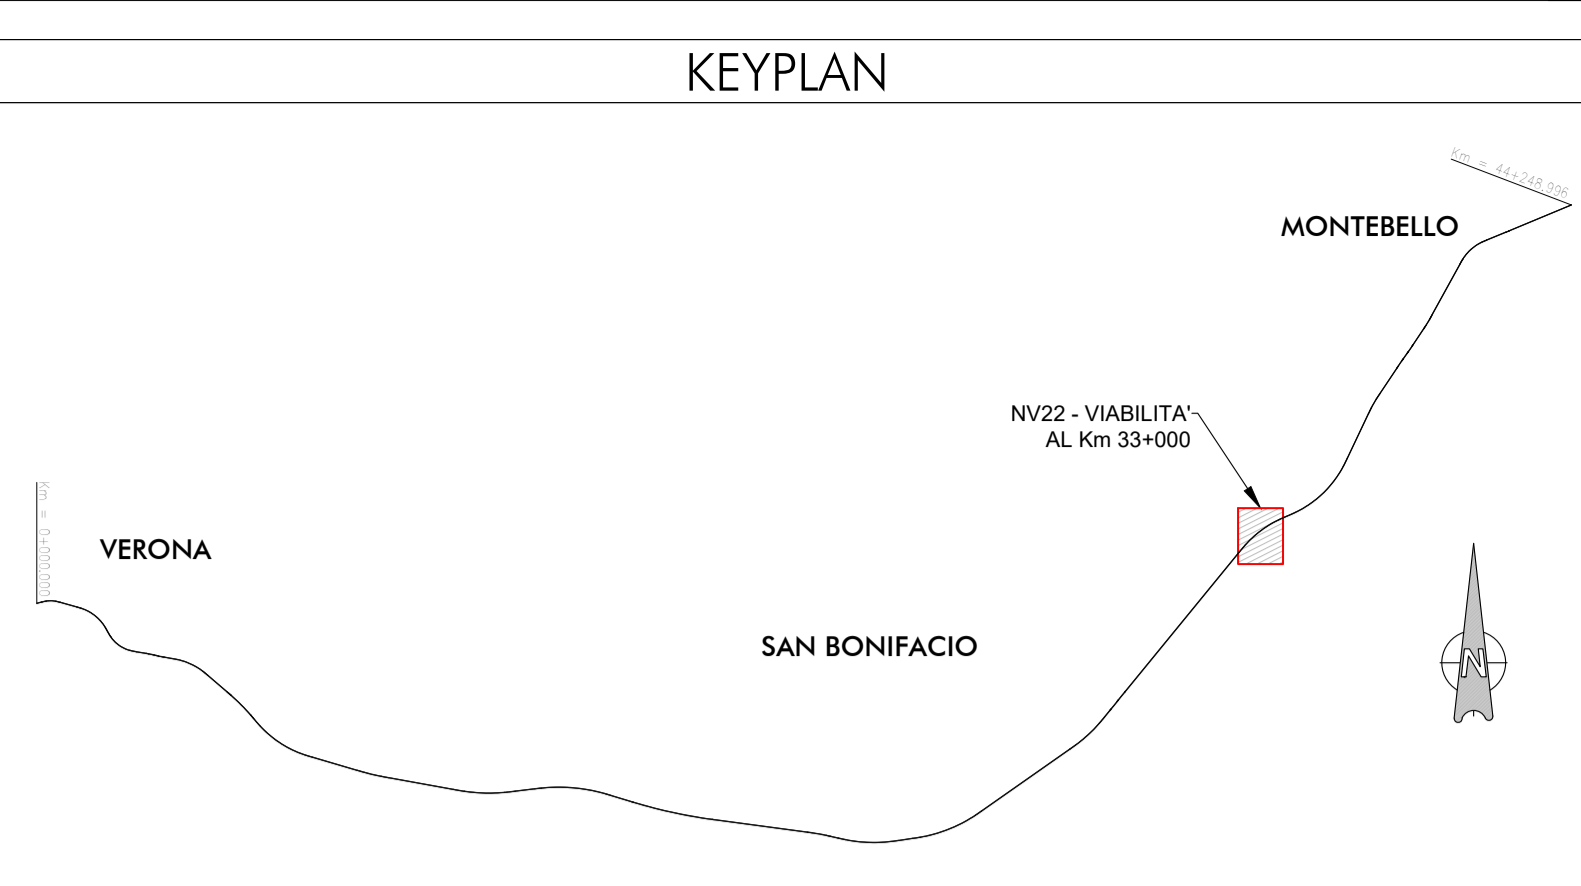 KEYPLAN
Km = 44+248.996
MONTEBELLO
NV22 - VIABILITA'
AL Km 33+000
Km = 0+000.000
VERONA
SAN BONIFACIO
N